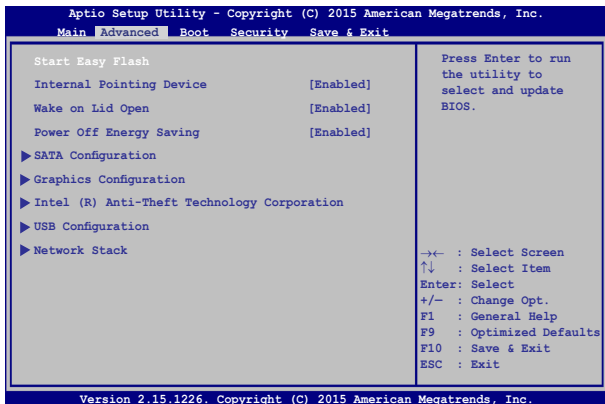 Aptio Setup Utility - Copyright (C) 2015 American Megatrends, Inc.
Main Advanced Boot Security Save & Exit
Start Easy Flash
Internal Pointing Device [Enabled]
Wake on Lid Open [Enabled]
Power Off Energy Saving [Enabled]
SATA Configuration
Graphics Configuration
Intel (R) Anti-Theft Technology Corporation
USB Configuration
Network Stack
Press Enter to run
the utility to
select and update
BIOS.
→← : Select Screen
↑↓ : Select Item
Enter: Select
+/— : Change Opt.
F1 : General Help
F9 : Optimized Defaults
F10 : Save & Exit
ESC : Exit
Version 2.15.1226. Copyright (C) 2015 American Megatrends, Inc.